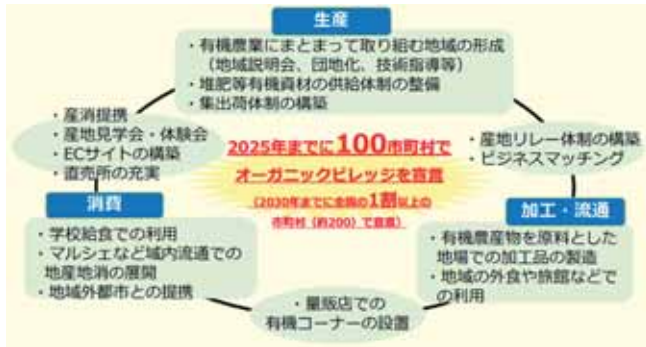 生産
・有機農業にまとまって取り組む地域の形成
（地域説明会、団地化、技術指導等）
・堆肥等有機資材の供給体制の整備
・集出荷体制の構築
・産消提携
・産地見学会・体験会
・ECサイトの構築
・直売所の充実
2025年までに100市町村で
オーガニックビレッジを宣言
（2030年までに全国の1割以上の
市町村（約200）で宣言）
・産地リレー体制の構築
・ビジネスマッチング
消費
・学校給食での利用
・マルシェなど域内流通での
地産地消の展開
・地域外都市との提携
加工・流通
・有機農産物を原料とした
地場での加工品の製造
・地域の外食や旅館などで
の利用
・量販店での
有機コーナーの設置